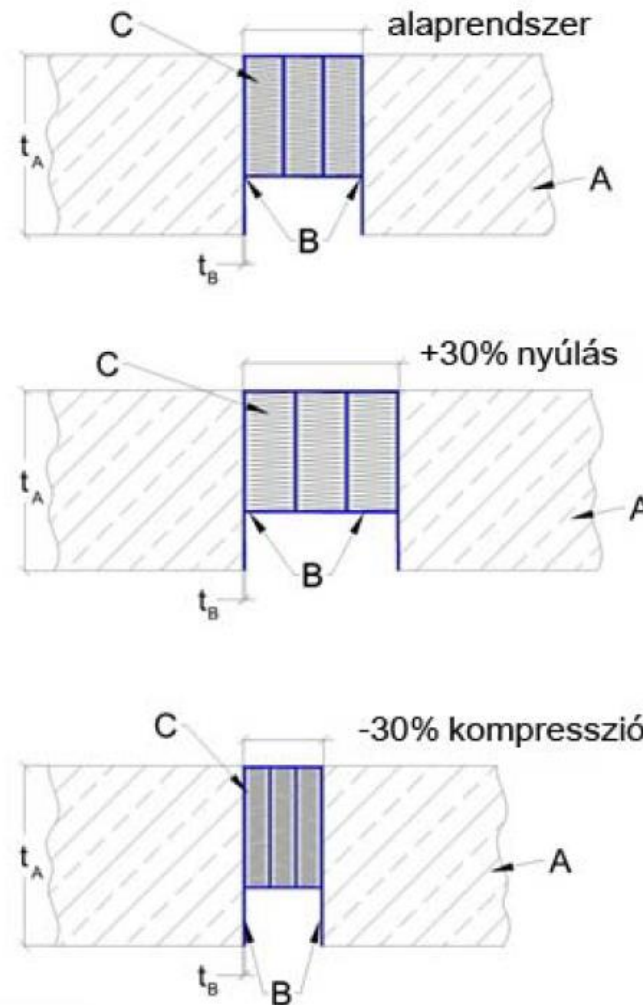 C
alaprendszer
t_A
A
B
t_B
C
+30% nyúlás
t_A
A
B
t_B
C
-30% kompresszió
t_A
A
B
t_B